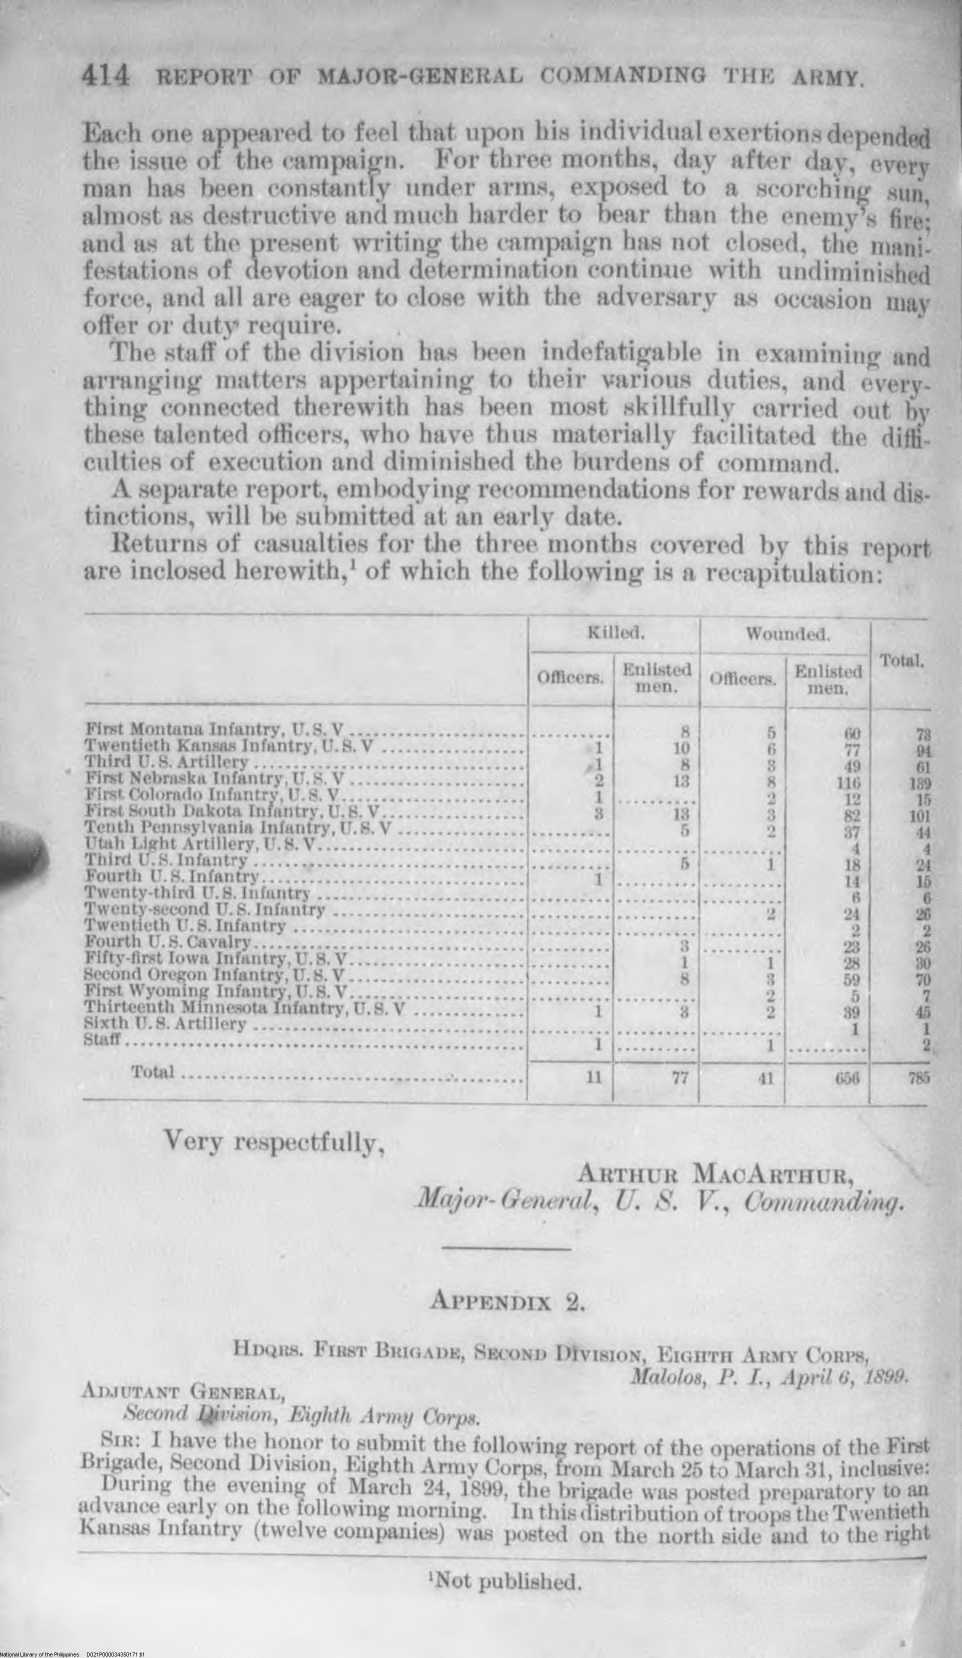 414 REPORT OF MAJOR-GENERAL COMMANDING THE ARMY.
Each one appeared to feel that upon his individual exertions depended
the issue of the campaign. For three months, day after day, every
man has been constantly under arms, exposed to a scorching sun,
almost as destructive and much harder to bear than the enemy's fire;
and as at the present writing the campaign has not closed, the mani-
festations of devotion and determination continue with undiminished
force, and all are eager to close with the adversary as occasion may
offer or duty require.
The staff of the division has been indefatigable in examining and
arranging matters appertaining to their various duties, and every-
thing connected therewith has been most skillfully carried out by
these talented officers, who have thus materially facilitated the diffi-
culties of execution and diminished the burdens of command.
A separate report, embodying recommendations for rewards and dis-
tinctions, will be submitted at an early date.
Returns of casualties for the three months covered by this report
are inclosed herewith,¹ of which the following is a recapitulation:
Killed. Wounded. Total.
Officers. Enlisted men. Officers. Enlisted men.
First Montana Infantry, U. S. V. 8 5 60 73
Twentieth Kansas Infantry, U. S. V. 1 10 6 77 94
Third U. S. Artillery 1 8 3 49 61
First Nebraska Infantry, U. S. V. 2 13 8 116 139
First Colorado Infantry, U. S. V. 1 2 12 15
First South Dakota Infantry, U. S. V. 3 13 3 82 101
Tenth Pennsylvania Infantry, U. S. V. 5 2 37 44
Utah Light Artillery, U. S. V. 4 4
Third U. S. Infantry 5 1 18 24
Fourth U. S. Infantry 1 14 15
Twenty-third U. S. Infantry 6 6
Twenty-second U. S. Infantry 2 24 26
Twentieth U. S. Infantry 2 2
Fourth U. S. Cavalry 3 23 26
Fifty-first Iowa Infantry, U. S. V. 1 1 28 30
Second Oregon Infantry, U. S. V. 8 3 59 70
First Wyoming Infantry, U. S. V. 2 5 7
Thirteenth Minnesota Infantry, U. S. V. 1 3 2 39 45
Sixth U. S. Artillery 1 1
Staff 1 1 2
Total 11 77 41 656 785
Very respectfully,
ARTHUR MACARTHUR,
Major-General, U. S. V., Commanding.
APPENDIX 2.
HDQRS. FIRST BRIGADE, SECOND DIVISION, EIGHTH ARMY CORPS,
Malolos, P. I., April 6, 1899.
ADJUTANT GENERAL,
Second Division, Eighth Army Corps.
SIR: I have the honor to submit the following report of the operations of the First
Brigade, Second Division, Eighth Army Corps, from March 25 to March 31, inclusive:
During the evening of March 24, 1899, the brigade was posted preparatory to an
advance early on the following morning. In this distribution of troops the Twentieth
Kansas Infantry (twelve companies) was posted on the north side and to the right
¹Not published.
National Library of the Philippines D021P000034350171.tif